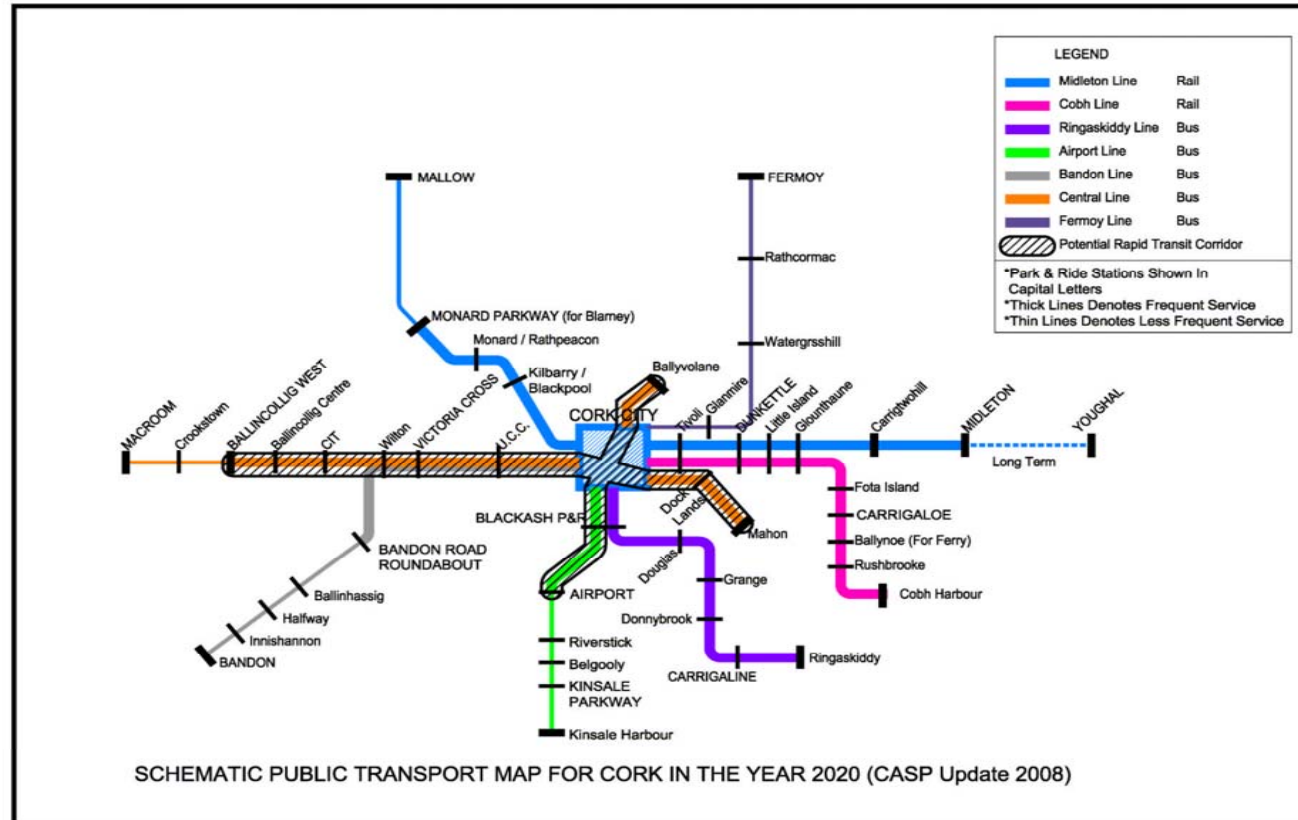 LEGEND
Midleton Line Rail
Cobh Line Rail
Ringaskiddy Line Bus
Airport Line Bus
Bandon Line Bus
Central Line Bus
Fermoy Line Bus
Potential Rapid Transit Corridor
*Park & Ride Stations Shown In
Capital Letters
*Thick Lines Denotes Frequent Service
*Thin Lines Denotes Less Frequent Service
MALLOW
FERMOY
Rathcormac
MONARD PARKWAY (for Blarney)
Monard / Rathpeacon
Watergrsshill
Kilbarry /
Blackpool
Ballyvolane
CORK CITY
MACROOM
Crookstown
BALLINCOLLIG WEST
Ballincollig Centre
CIT
Wilton
VICTORIA CROSS
U.C.C.
Tivoli
Glanmire
DUNKETTLE
Little Island
Glounthaune
Carrigtwohill
MIDLETON
YOUGHAL
Long Term
Dock
Lands
Mahon
Fota Island
CARRIGALOE
Ballynoe (For Ferry)
Rushbrooke
Cobh Harbour
BLACKASH P&R
BANDON ROAD
ROUNDABOUT
Douglas
Grange
Donnybrook
CARRIGALINE
Ringaskiddy
Ballinhassig
Halfway
Innishannon
BANDON
AIRPORT
Riverstick
Belgooly
KINSALE
PARKWAY
Kinsale Harbour
SCHEMATIC PUBLIC TRANSPORT MAP FOR CORK IN THE YEAR 2020 (CASP Update 2008)